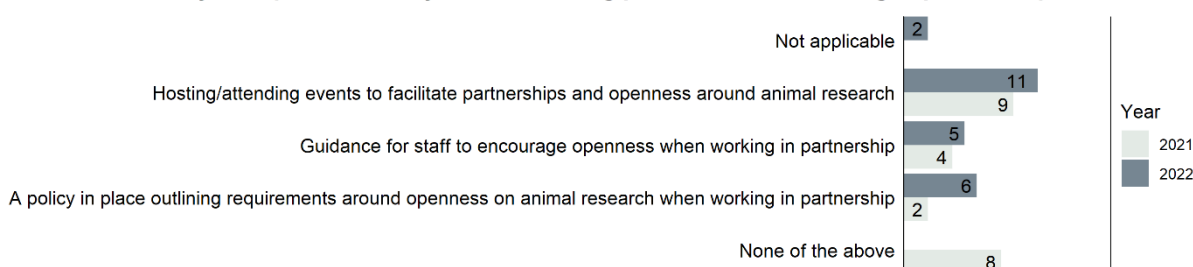 Not applicable
2
Hosting/attending events to facilitate partnerships and openness around animal research
11
9
Guidance for staff to encourage openness when working in partnership
5
4
A policy in place outlining requirements around openness on animal research when working in partnership
6
2
None of the above
8
Year
2021
2022